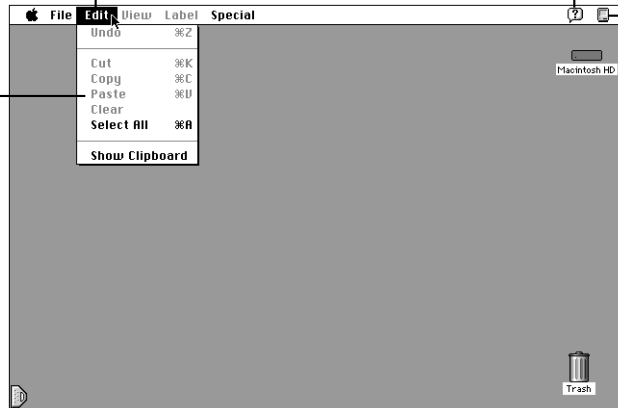 File Edit View Label Special
Undo ⌘Z
Cut ⌘X
Copy ⌘C
Paste ⌘V
Clear
Select All ⌘A
Show Clipboard
Macintosh HD
Trash